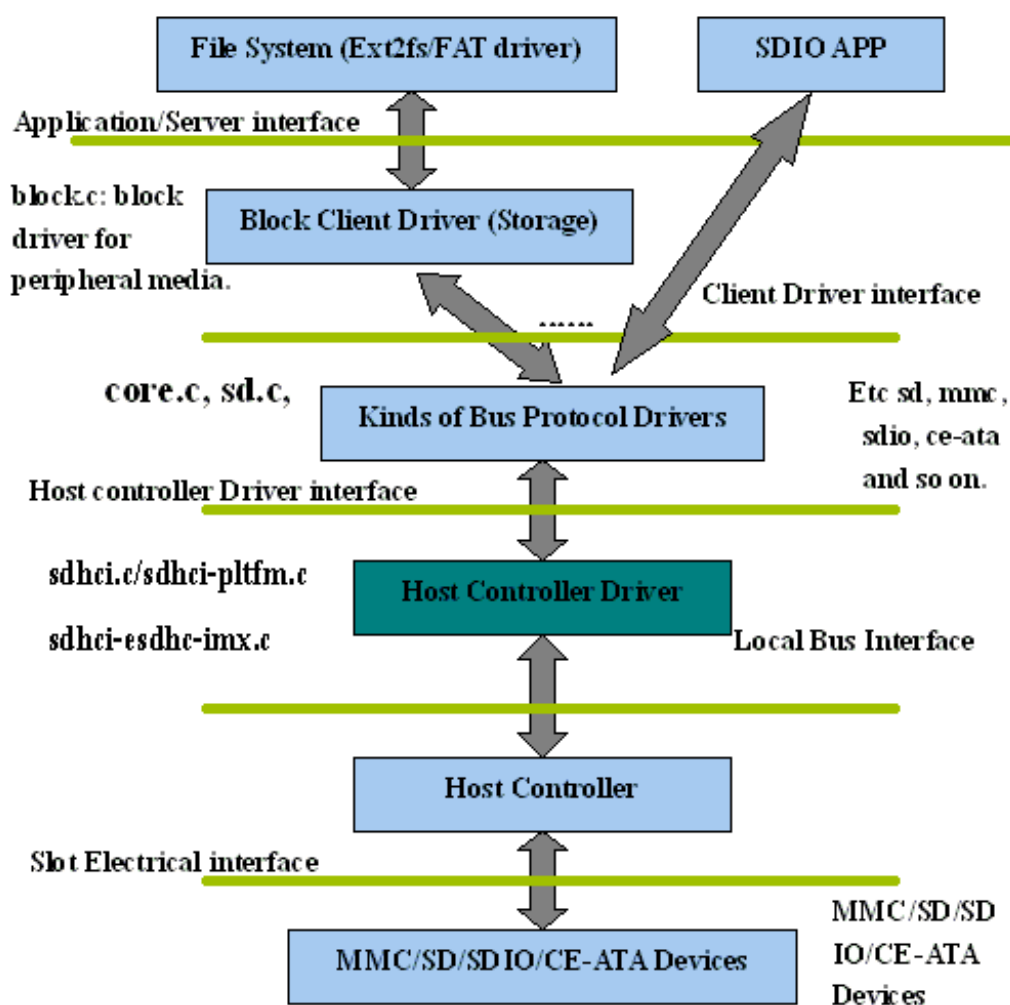 File System (Ext2fs/FAT driver)
SDIO APP
Application/Server interface
block.c: block
driver for
peripheral media.
Block Client Driver (Storage)
Client Driver interface
......
core.c, sd.c,
Kinds of Bus Protocol Drivers
Etc sd, mmc,
sdio, ce-ata
and so on.
Host controller Driver interface
sdhci.c/sdhci-pltfm.c
sdhci-esdhc-imx.c
Host Controller Driver
Local Bus Interface
Host Controller
Slot Electrical interface
MMC/SD/SDIO/CE-ATA Devices
MMC/SD/SD
IO/CE-ATA
Devices